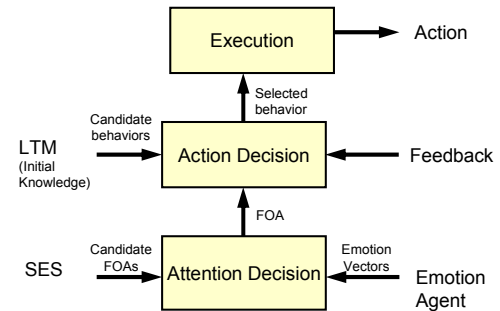 Execution
Action
Selected
behavior
Candidate
behaviors
LTM
(Initial
Knowledge)
Action Decision
Feedback
FOA
Candidate
FOAs
SES
Attention Decision
Emotion
Vectors
Emotion
Agent